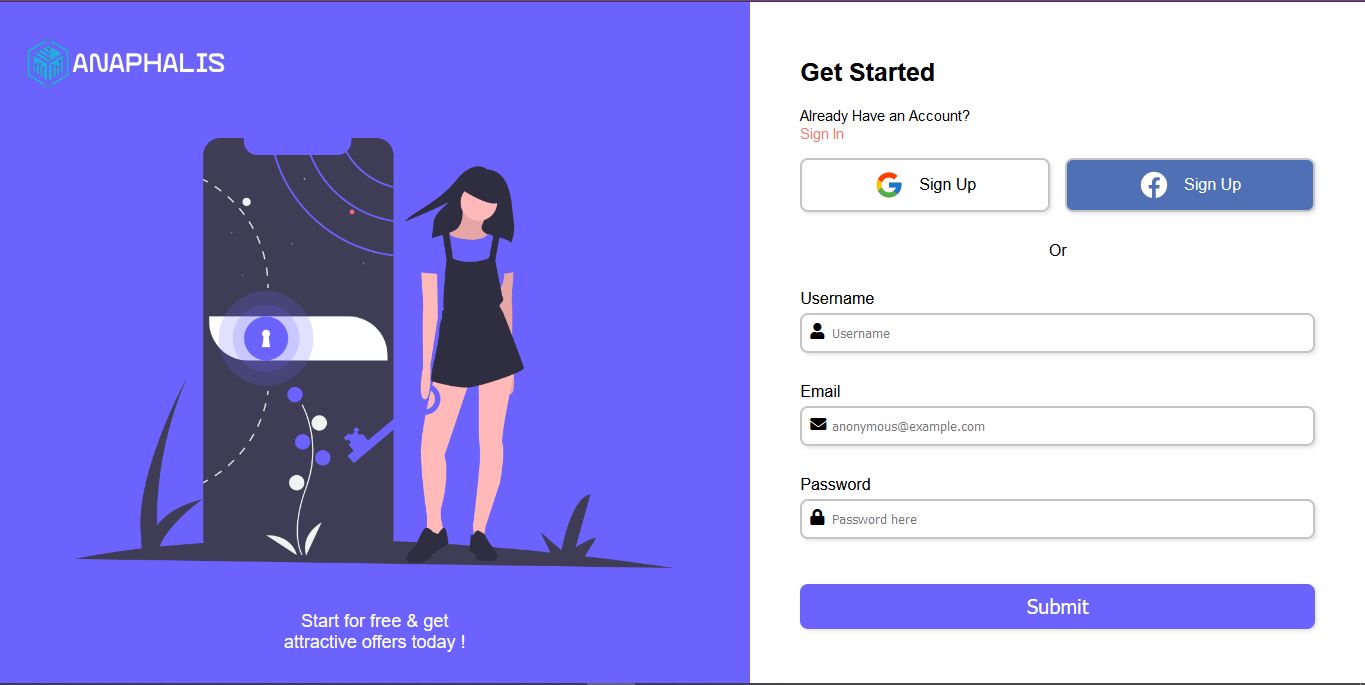 ANAPHALIS
Start for free & get
attractive offers today !
Get Started
Already Have an Account?
Sign In
Sign Up
Sign Up
Or
Username
Username
Email
anonymous@example.com
Password
Password here
Submit